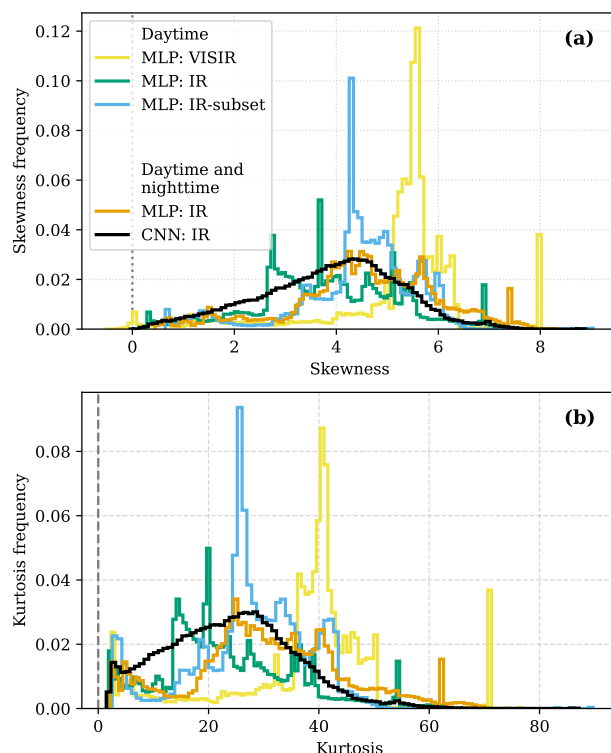 (a)
Daytime
MLP: VISIR
MLP: IR
MLP: IR-subset
Daytime and
nighttime
MLP: IR
CNN: IR
Skewness frequency
0.12
0.10
0.08
0.06
0.04
0.02
0.00
0 2 4 6 8
Skewness
(b)
Kurtosis frequency
0.08
0.06
0.04
0.02
0.00
0 20 40 60 80
Kurtosis